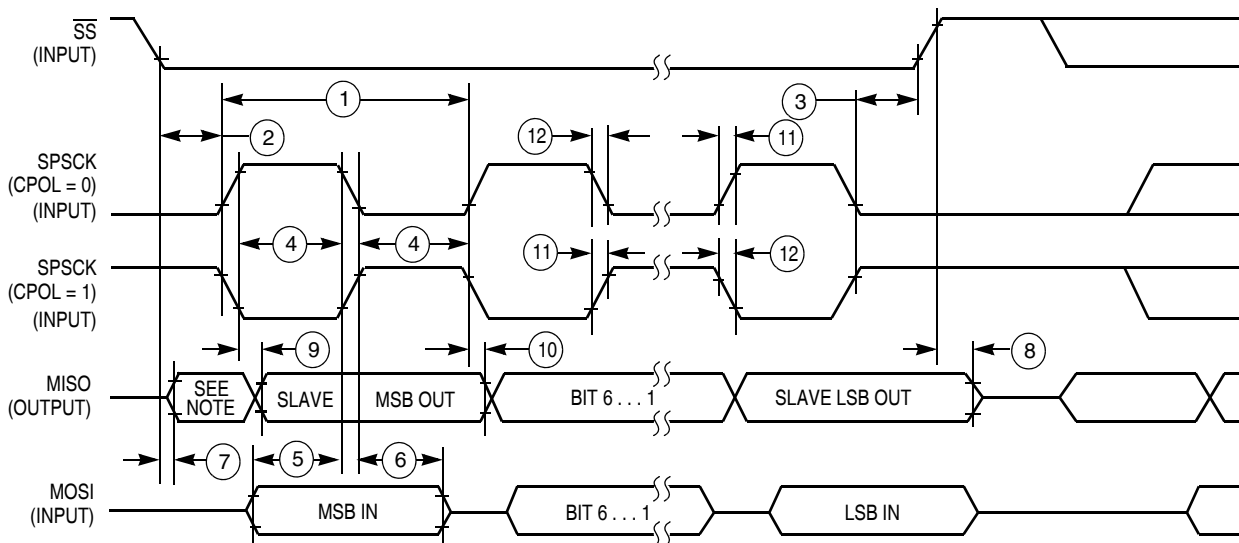 SS
(INPUT)
1
3
2
12
11
SPSCK
(CPOL = 0)
(INPUT)
4
4
11
12
SPSCK
(CPOL = 1)
(INPUT)
9
10
8
MISO
(OUTPUT)
SEE
NOTE
SLAVE
MSB OUT
BIT 6 . . . 1
SLAVE LSB OUT
7
5
6
MOSI
(INPUT)
MSB IN
BIT 6 . . . 1
LSB IN